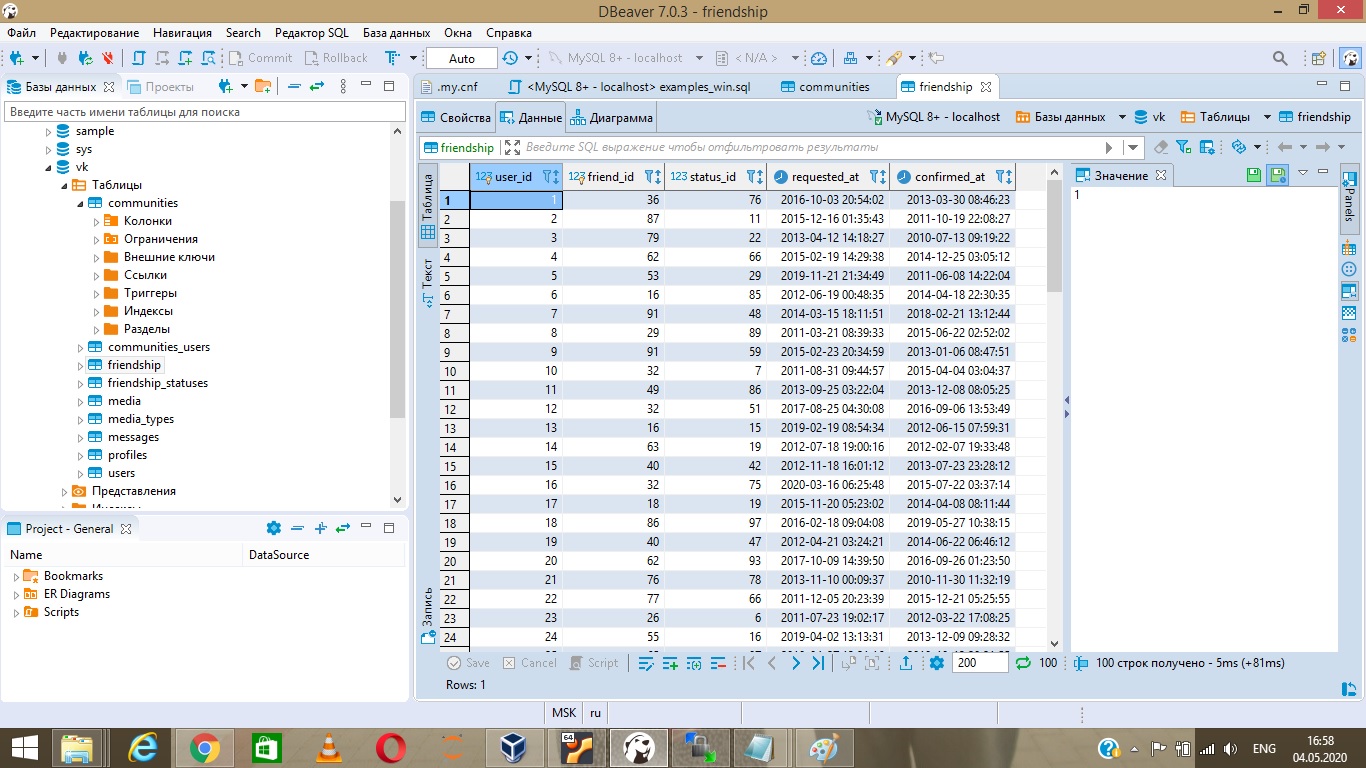 DBeaver 7.0.3 - friendship
Файл Редактирование Навигация Search Редактор SQL База данных Окна Справка
Commit Rollback Auto MySQL 8+ - localhost < N/A >
Базы данных Проекты
.my.cnf <MySQL 8+ - localhost> examples_win.sql communities friendship
Введите часть имени таблицы для поиска
Свойства Данные Диаграмма MySQL 8+ - localhost Базы данных vk Таблицы friendship
friendship Введите SQL выражение чтобы отфильтровать результаты
sample
sys
vk
Таблицы
communities
Колонки
Ограничения
Внешние ключи
Ссылки
Триггеры
Индексы
Разделы
communities_users
friendship
friendship_statuses
media
media_types
messages
profiles
users
Представления
Project - General
Name DataSource
Bookmarks
ER Diagrams
Scripts
Таблица
Текст
Запись
123 user_id 123 friend_id 123 status_id requested_at confirmed_at
1 1 36 76 2016-10-03 20:54:02 2013-03-30 08:46:23
2 2 87 11 2015-12-16 01:35:43 2011-10-19 22:08:27
3 3 79 22 2013-04-12 14:18:27 2010-07-13 09:19:22
4 4 62 66 2015-02-19 14:29:38 2014-12-25 03:05:12
5 5 53 29 2019-11-21 21:34:49 2011-06-08 14:22:04
6 6 16 85 2012-06-19 00:48:35 2014-04-18 22:30:35
7 7 91 48 2014-03-15 18:11:51 2018-02-21 13:12:44
8 8 29 89 2011-03-21 08:39:33 2015-06-22 02:52:02
9 9 91 59 2015-02-23 20:34:59 2013-01-06 08:47:51
10 10 32 7 2011-08-31 09:44:57 2015-04-04 03:04:37
11 11 49 86 2013-09-25 03:22:04 2013-12-08 08:05:25
12 12 32 51 2017-08-25 04:30:08 2016-09-06 13:53:49
13 13 16 15 2019-02-19 08:54:34 2012-06-15 07:59:31
14 14 63 19 2012-07-18 19:00:16 2012-02-07 19:33:48
15 15 40 42 2012-11-18 16:01:12 2013-07-23 23:28:12
16 16 32 75 2020-03-16 06:25:48 2015-07-22 03:37:14
17 17 18 19 2015-11-20 05:23:02 2014-04-08 08:11:44
18 18 86 97 2016-02-18 09:04:08 2019-05-27 10:38:15
19 19 40 47 2012-04-21 03:24:21 2014-06-22 06:46:12
20 20 62 93 2017-10-09 14:39:50 2016-09-26 01:23:50
21 21 76 78 2013-11-10 00:09:37 2010-11-30 11:32:19
22 22 77 66 2011-12-05 20:23:39 2015-12-21 05:25:55
23 23 26 6 2011-07-23 19:02:17 2012-03-22 17:08:25
24 24 55 16 2019-04-02 13:13:31 2013-12-09 09:28:32
Значение
1
Panels
Save Cancel Script 200 100 100 строк получено - 5ms (+81ms)
Rows: 1
MSK ru
64
ENG 16:58
04.05.2020